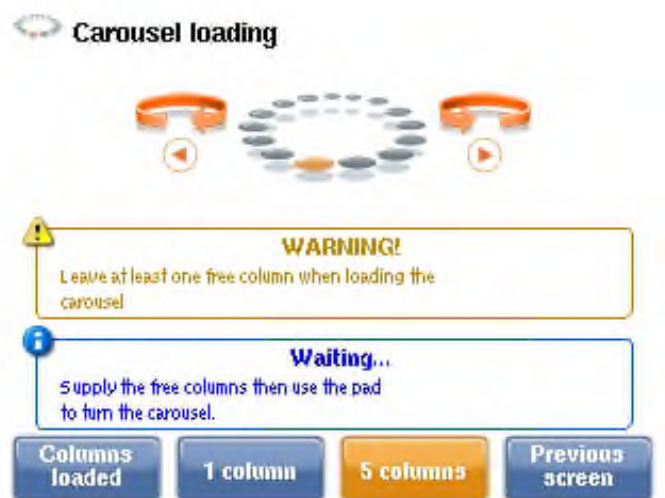 Carousel loading
WARNING!
Leave at least one free column when loading the
carousel
Waiting...
Supply the free columns then use the pad
to turn the carousel.
Columns
loaded
1 column
5 columns
Previous
screen